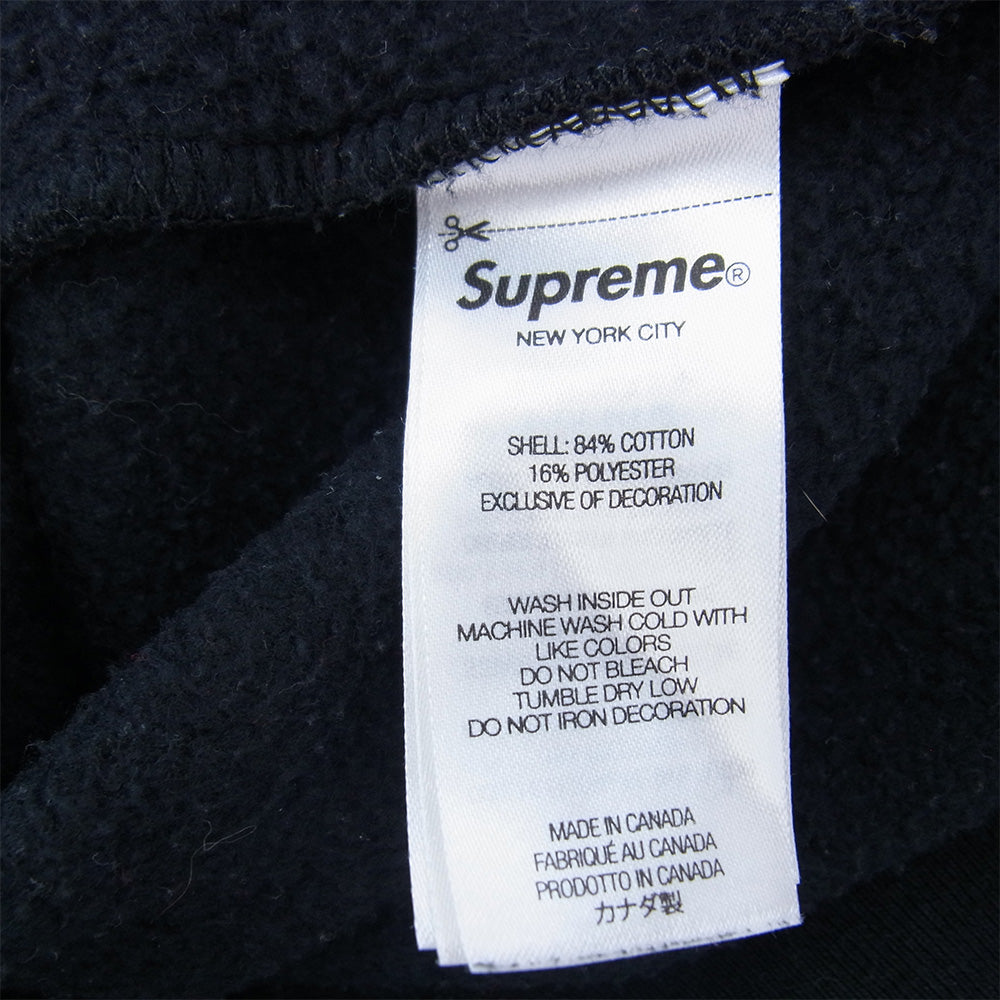 Supreme®
NEW YORK CITY
SHELL: 84% COTTON
16% POLYESTER
EXCLUSIVE OF DECORATION
WASH INSIDE OUT
MACHINE WASH COLD WITH
LIKE COLORS
DO NOT BLEACH
TUMBLE DRY LOW
DO NOT IRON DECORATION
MADE IN CANADA
FABRIQUÉ AU CANADA
PRODOTTO IN CANADA
カナダ製